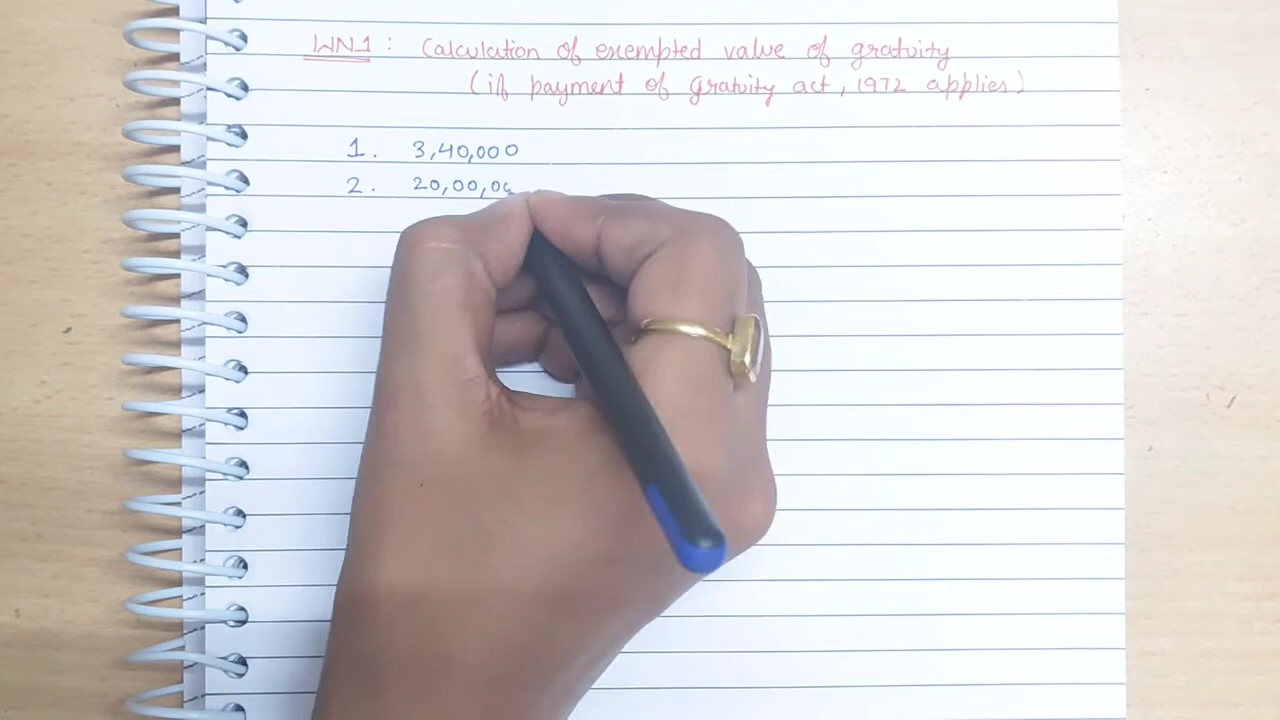 WN1 : Calculation of exempted value of gratuity
(if payment of gratuity act, 1972 applies)
1. 3,40,000
2. 20,00,00